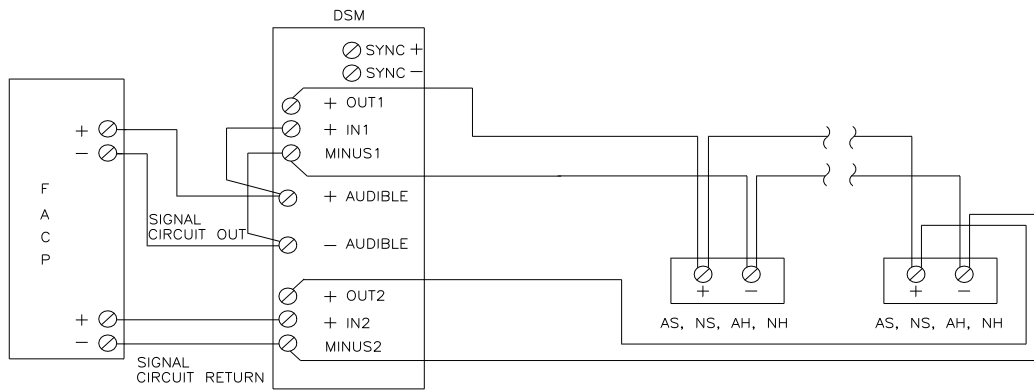 DSM
SYNC +
SYNC −
+ OUT1
+ IN1
MINUS1
+ AUDIBLE
− AUDIBLE
+ OUT2
+ IN2
MINUS2
+
−
F
A
C
P
+
−
SIGNAL
CIRCUIT OUT
SIGNAL
CIRCUIT RETURN
+ −
AS, NS, AH, NH
+ −
AS, NS, AH, NH